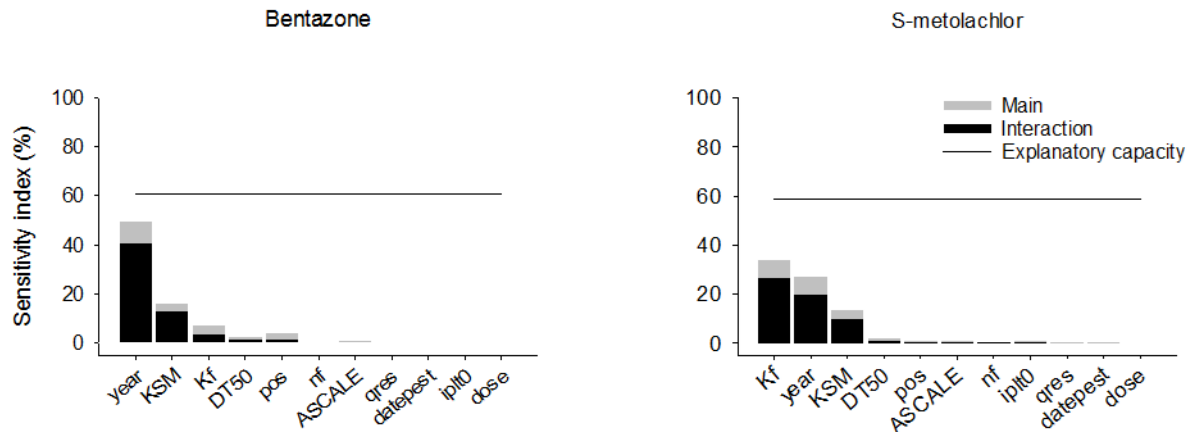 Bentazone
S-metolachlor
Sensitivity index (%)
100
80
60
40
20
0
year
KSM
Kf
DT50
pos
nf
ASCALE
qres
datepest
iplt0
dose
100
80
60
40
20
0
Main
Interaction
Explanatory capacity
Kf
year
KSM
DT50
pos
ASCALE
nf
iplt0
qres
datepest
dose